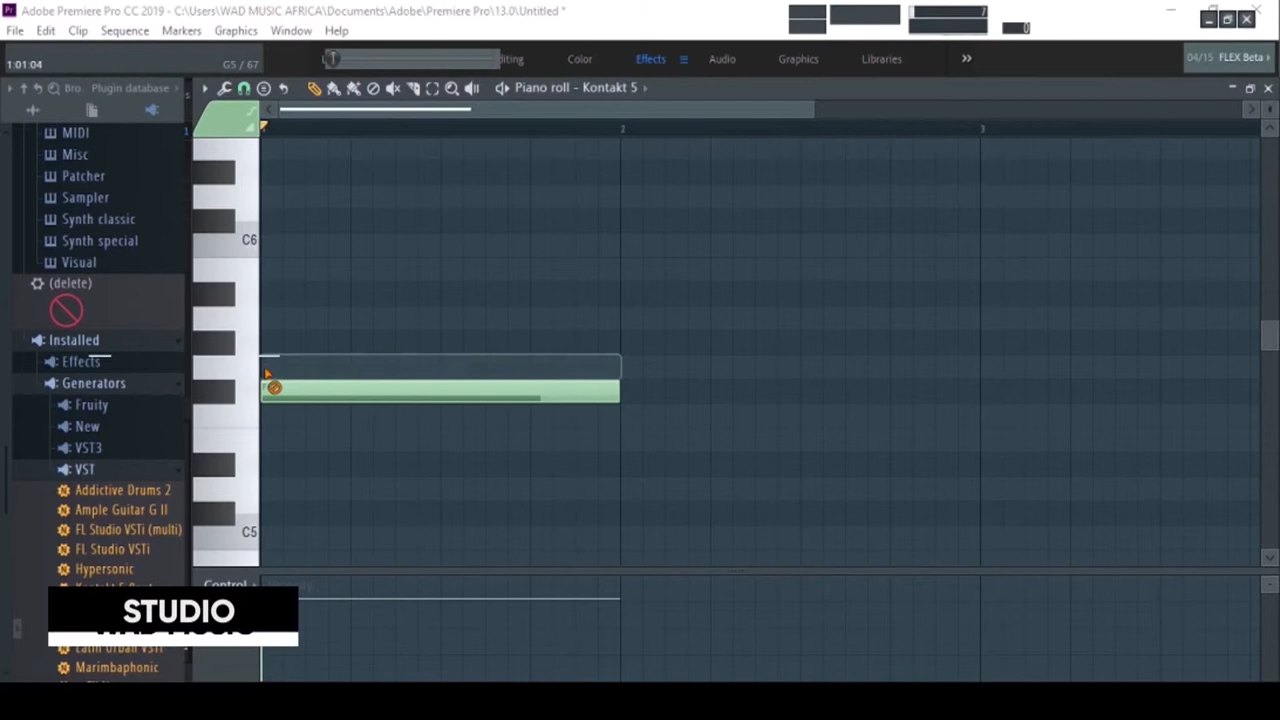 Adobe Premiere Pro CC 2019 - C:\Users\WAD MUSIC AFRICA\Documents\Adobe\Premiere Pro\13.0\Untitled *
File Edit Clip Sequence Markers Graphics Window Help
1:01:04 G5 / 67
Color Effects Audio Graphics Libraries
04/15 FLEX Beta
Bro. Plugin database
Piano roll - Kontakt 5
MIDI
Misc
Patcher
Sampler
Synth classic
Synth special
Visual
(delete)
Installed
Effects
Generators
Fruity
New
VST3
VST
Addictive Drums 2
Ample Guitar G II
FL Studio VSTi (multi)
FL Studio VSTi
Hypersonic
Marimbaphonic
2
3
C6
C5
Control
STUDIO